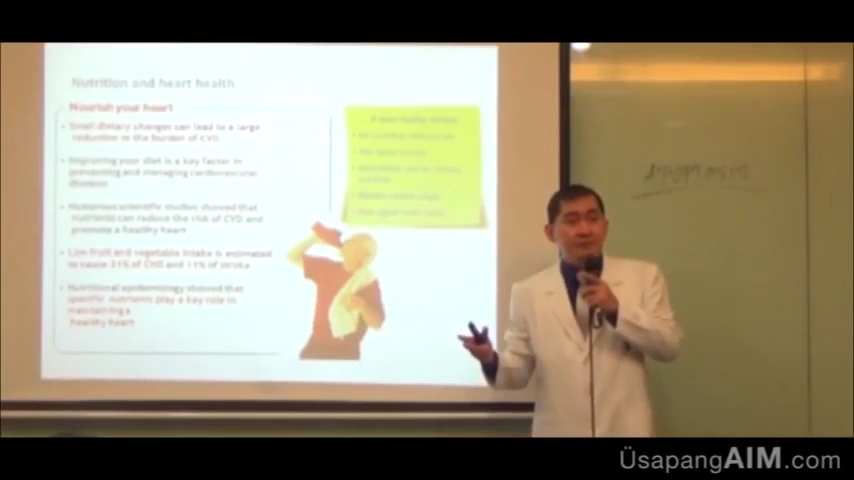 Nutrition and heart health
Nourish your heart
• Small dietary changes can lead to a large
reduction in the burden of CVD
• Improving your diet is a key factor in
preventing and managing cardiovascular
diseases
• Numerous scientific studies showed that
nutrients can reduce the risk of CVD and
promote a healthy heart
• Low fruit and vegetable intake is estimated
to cause 31% of CHD and 11% of stroke
• Nutritional epidemiology showed that
specific nutrients play a key role in
maintaining a
healthy heart
A heart healthy lifestyle
ÜsapangAIM.com